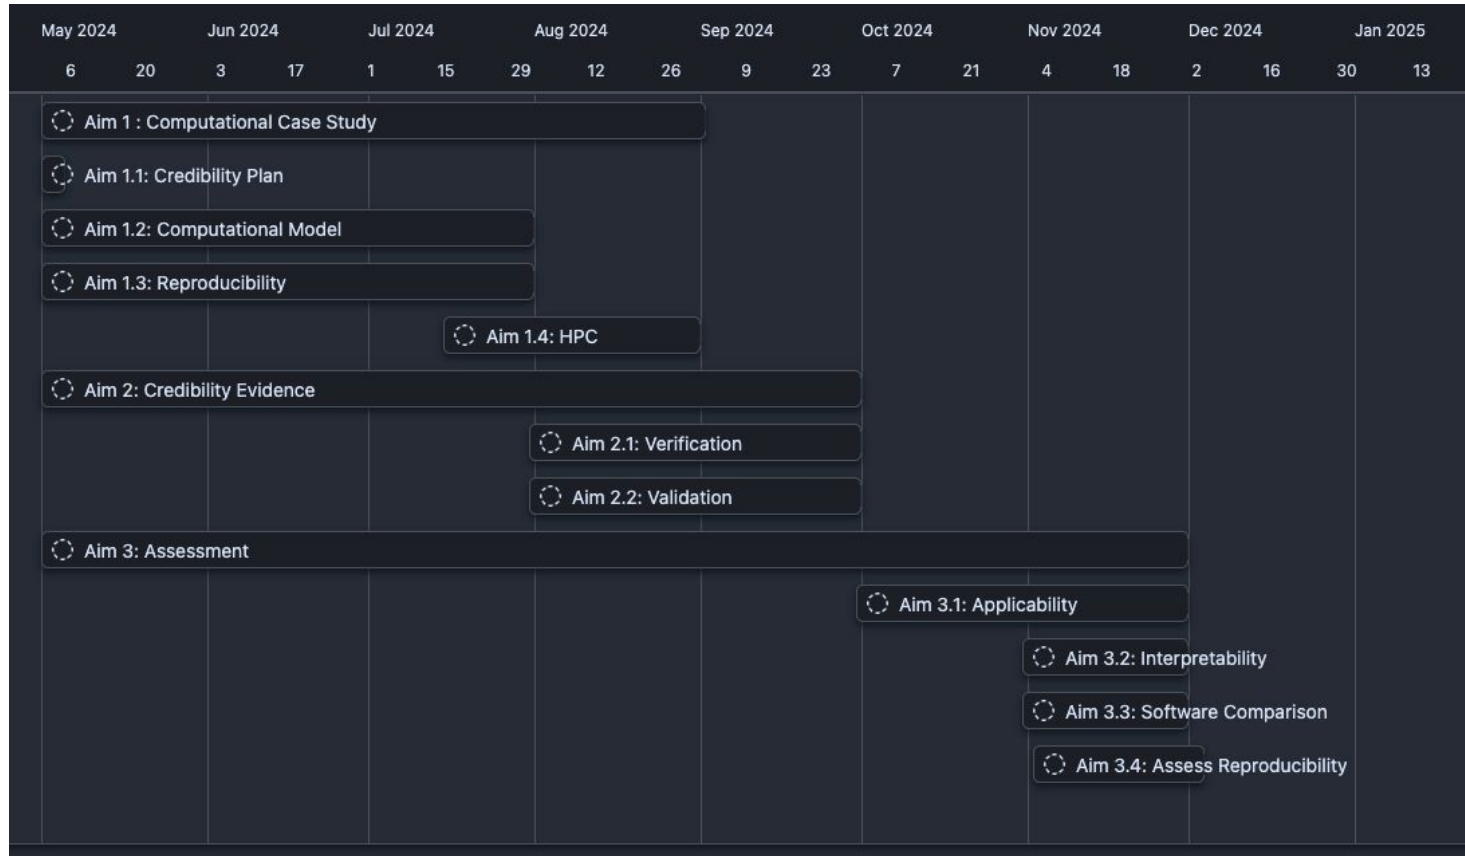 May 2024 Jun 2024 Jul 2024 Aug 2024 Sep 2024 Oct 2024 Nov 2024 Dec 2024 Jan 2025
6 20 3 17 1 15 29 12 26 9 23 7 21 4 18 2 16 30 13
Aim 1 : Computational Case Study
Aim 1.1: Credibility Plan
Aim 1.2: Computational Model
Aim 1.3: Reproducibility
Aim 1.4: HPC
Aim 2: Credibility Evidence
Aim 2.1: Verification
Aim 2.2: Validation
Aim 3: Assessment
Aim 3.1: Applicability
Aim 3.2: Interpretability
Aim 3.3: Software Comparison
Aim 3.4: Assess Reproducibility